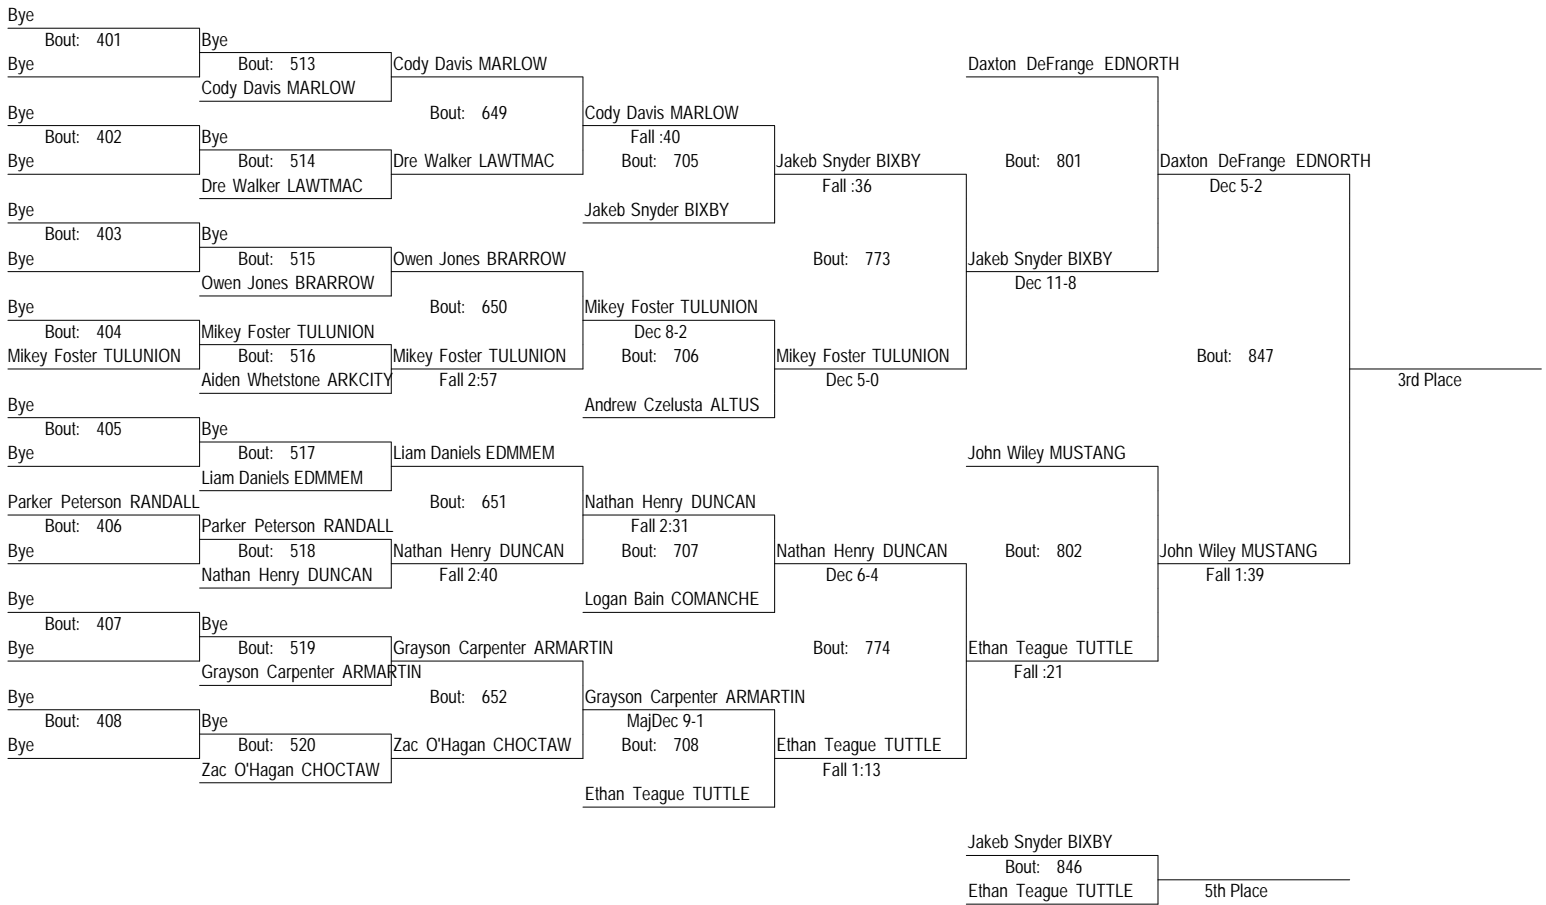 Bye
Bout: 401
Bye
Bye
Bout: 402
Bye
Bye
Bout: 403
Bye
Bye
Bout: 404
Mikey Foster TULUNION
Bye
Bout: 405
Bye
Parker Peterson RANDALL
Bout: 406
Bye
Bye
Bout: 407
Bye
Bye
Bout: 408
Bye
Bye
Bout: 513
Cody Davis MARLOW
Bye
Bout: 514
Dre Walker LAWTMAC
Bye
Bout: 515
Owen Jones BRARROW
Mikey Foster TULUNION
Bout: 516
Aiden Whetstone ARKCITY
Bye
Bout: 517
Liam Daniels EDMMEM
Parker Peterson RANDALL
Bout: 518
Nathan Henry DUNCAN
Bye
Bout: 519
Grayson Carpenter ARMARTIN
Bye
Bout: 520
Zac O'Hagan CHOCTAW
Cody Davis MARLOW
Bout: 649
Dre Walker LAWTMAC
Owen Jones BRARROW
Bout: 650
Mikey Foster TULUNION
Fall 2:57
Liam Daniels EDMMEM
Bout: 651
Nathan Henry DUNCAN
Fall 2:40
Grayson Carpenter ARMARTIN
Bout: 652
Zac O'Hagan CHOCTAW
Cody Davis MARLOW
Fall :40
Bout: 705
Jakeb Snyder BIXBY
Mikey Foster TULUNION
Dec 8-2
Bout: 706
Andrew Czelusta ALTUS
Nathan Henry DUNCAN
Fall 2:31
Bout: 707
Logan Bain COMANCHE
Grayson Carpenter ARMARTIN
MajDec 9-1
Bout: 708
Ethan Teague TUTTLE
Jakeb Snyder BIXBY
Fall :36
Bout: 773
Mikey Foster TULUNION
Dec 5-0
Nathan Henry DUNCAN
Dec 6-4
Bout: 774
Ethan Teague TUTTLE
Fall 1:13
Daxton DeFrange EDNORTH
Bout: 801
Jakeb Snyder BIXBY
Dec 11-8
John Wiley MUSTANG
Bout: 802
Ethan Teague TUTTLE
Fall :21
Daxton DeFrange EDNORTH
Dec 5-2
Bout: 847
John Wiley MUSTANG
Fall 1:39
3rd Place
Jakeb Snyder BIXBY
Bout: 846
Ethan Teague TUTTLE
5th Place